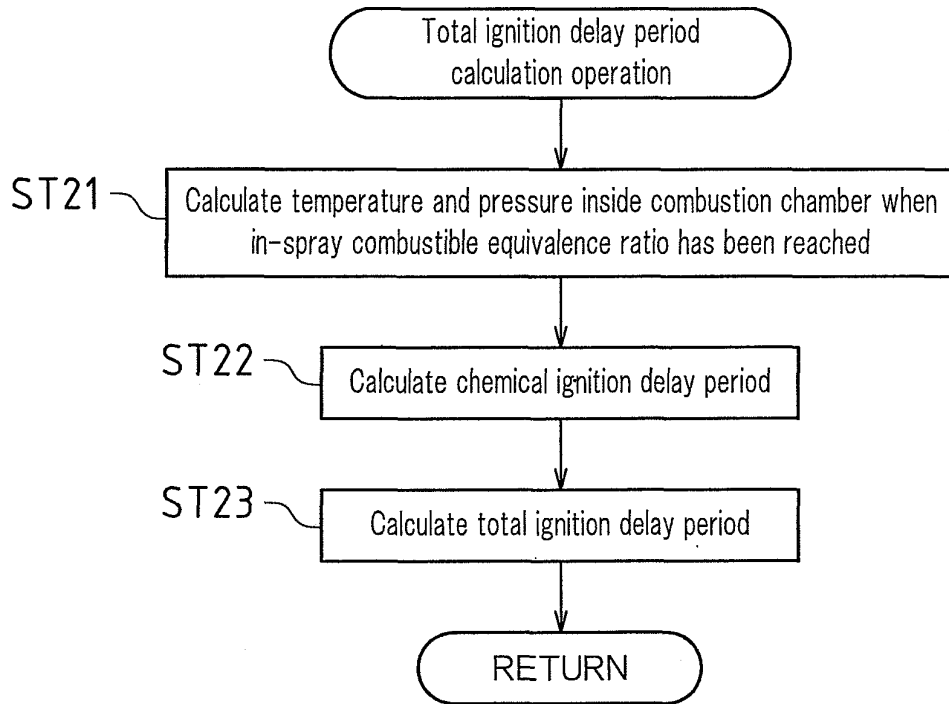 Total ignition delay period
calculation operation
ST21
Calculate temperature and pressure inside combustion chamber when
in-spray combustible equivalence ratio has been reached
ST22
Calculate chemical ignition delay period
ST23
Calculate total ignition delay period
RETURN